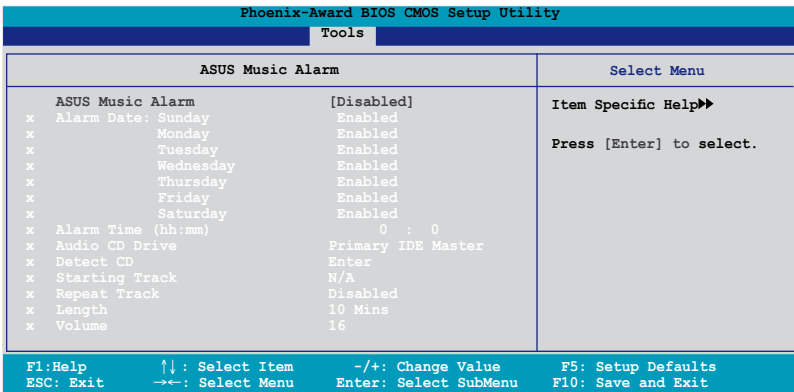 Phoenix-Award BIOS CMOS Setup Utility
Tools
ASUS Music Alarm
Select Menu
ASUS Music Alarm [Disabled]
x Alarm Date: Sunday Enabled
x Monday Enabled
x Tuesday Enabled
x Wednesday Enabled
x Thursday Enabled
x Friday Enabled
x Saturday Enabled
x Alarm Time (hh:mm) 0 : 0
x Audio CD Drive Primary IDE Master
x Detect CD Enter
x Starting Track N/A
x Repeat Track Disabled
x Length 10 Mins
x Volume 16
Item Specific Help▶▶
Press [Enter] to select.
F1:Help ↑↓: Select Item -/+: Change Value F5: Setup Defaults
ESC: Exit →←: Select Menu Enter: Select SubMenu F10: Save and Exit